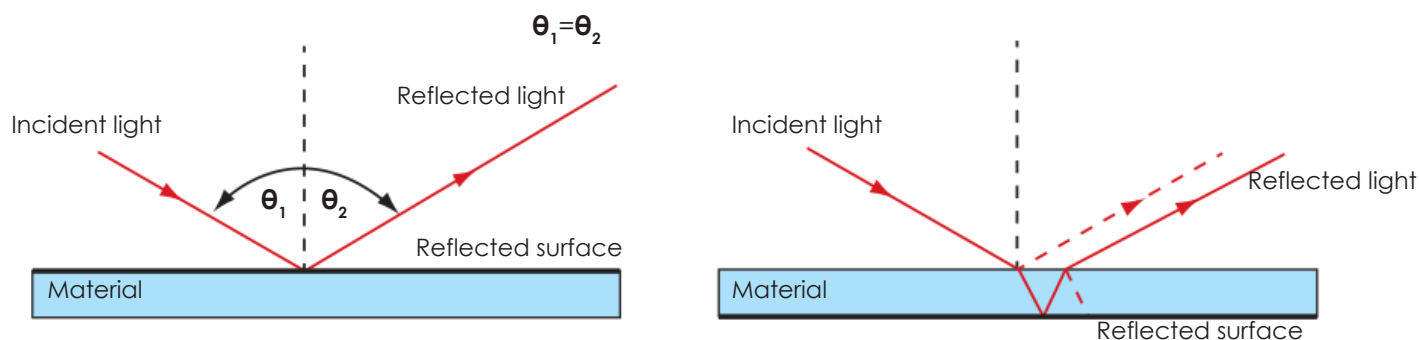 θ1=θ2
Reflected light
Incident light
θ1 θ2
Reflected surface
Material
Incident light
Reflected light
Material
Reflected surface